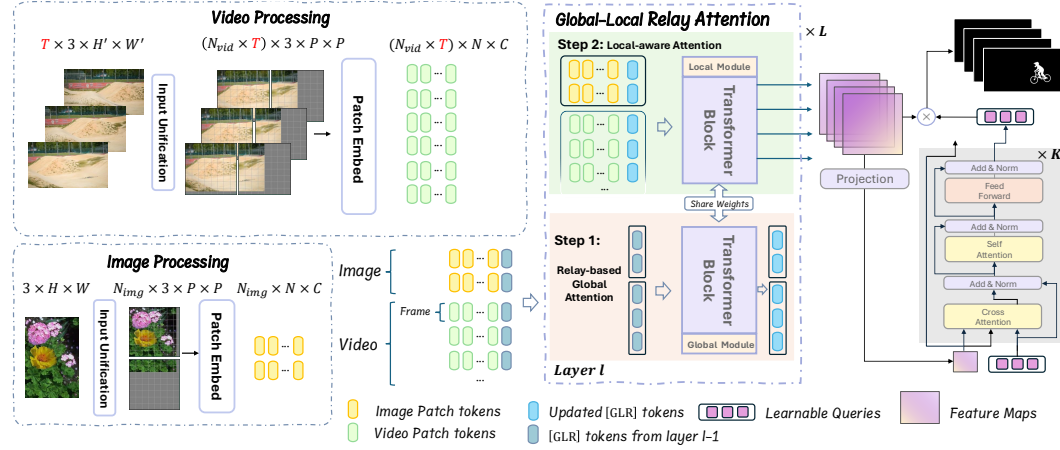 Video Processing
T × 3 × H′ × W′
(N_vid × T) × 3 × P × P
(N_vid × T) × N × C
Input Unification
Patch Embed
Image Processing
3 × H × W
N_img × 3 × P × P
N_img × N × C
Input Unification
Patch Embed
Image
Frame
Video
...
Global–Local Relay Attention
× L
Step 2: Local-aware Attention
Local Module
Transformer
Block
...
Share Weights
Step 1:
Relay-based
Global
Attention
Transformer
Block
Global Module
Layer l
Projection
×
× K
Add & Norm
Feed
Forward
Add & Norm
Self
Attention
Add & Norm
Cross
Attention
Image Patch tokens
Video Patch tokens
Updated [GLR] tokens
[GLR] tokens from layer l–1
Learnable Queries
Feature Maps